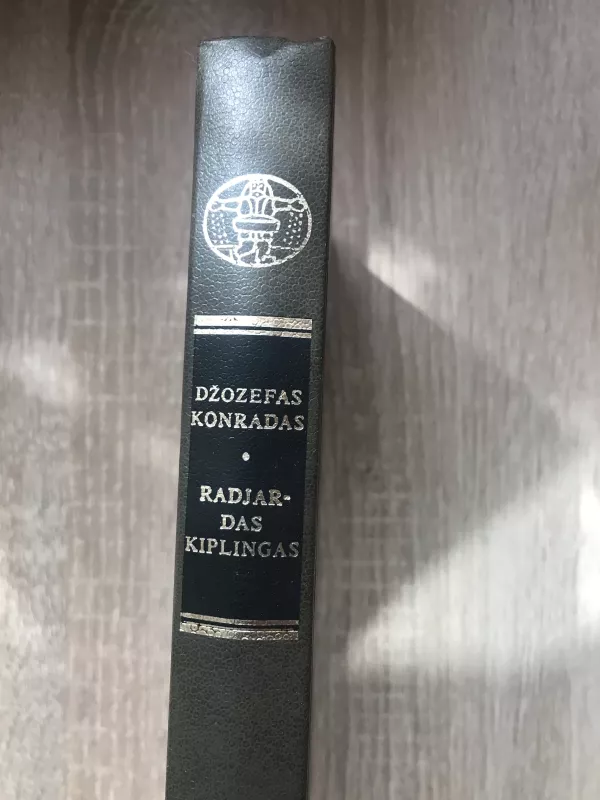 DŽOZEFAS
KONRADAS
•
RADJAR-
DAS
KIPLINGAS